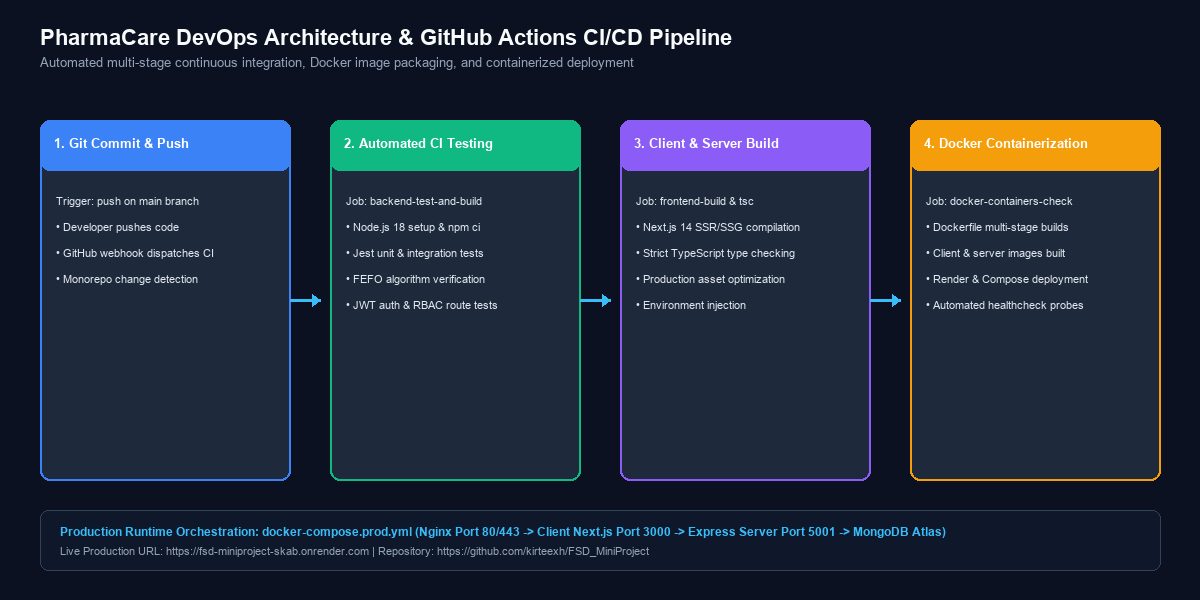 PharmaCare DevOps Architecture & GitHub Actions CI/CD Pipeline
Automated multi-stage continuous integration, Docker image packaging, and containerized deployment
1. Git Commit & Push
Trigger: push on main branch
• Developer pushes code
• GitHub webhook dispatches CI
• Monorepo change detection
2. Automated CI Testing
Job: backend-test-and-build
• Node.js 18 setup & npm ci
• Jest unit & integration tests
• FEFO algorithm verification
• JWT auth & RBAC route tests
3. Client & Server Build
Job: frontend-build & tsc
• Next.js 14 SSR/SSG compilation
• Strict TypeScript type checking
• Production asset optimization
• Environment injection
4. Docker Containerization
Job: docker-containers-check
• Dockerfile multi-stage builds
• Client & server images built
• Render & Compose deployment
• Automated healthcheck probes
Production Runtime Orchestration: docker-compose.prod.yml (Nginx Port 80/443 -> Client Next.js Port 3000 -> Express Server Port 5001 -> MongoDB Atlas)
Live Production URL: https://fsd-miniproject-skab.onrender.com | Repository: https://github.com/kirteexh/FSD_MiniProject